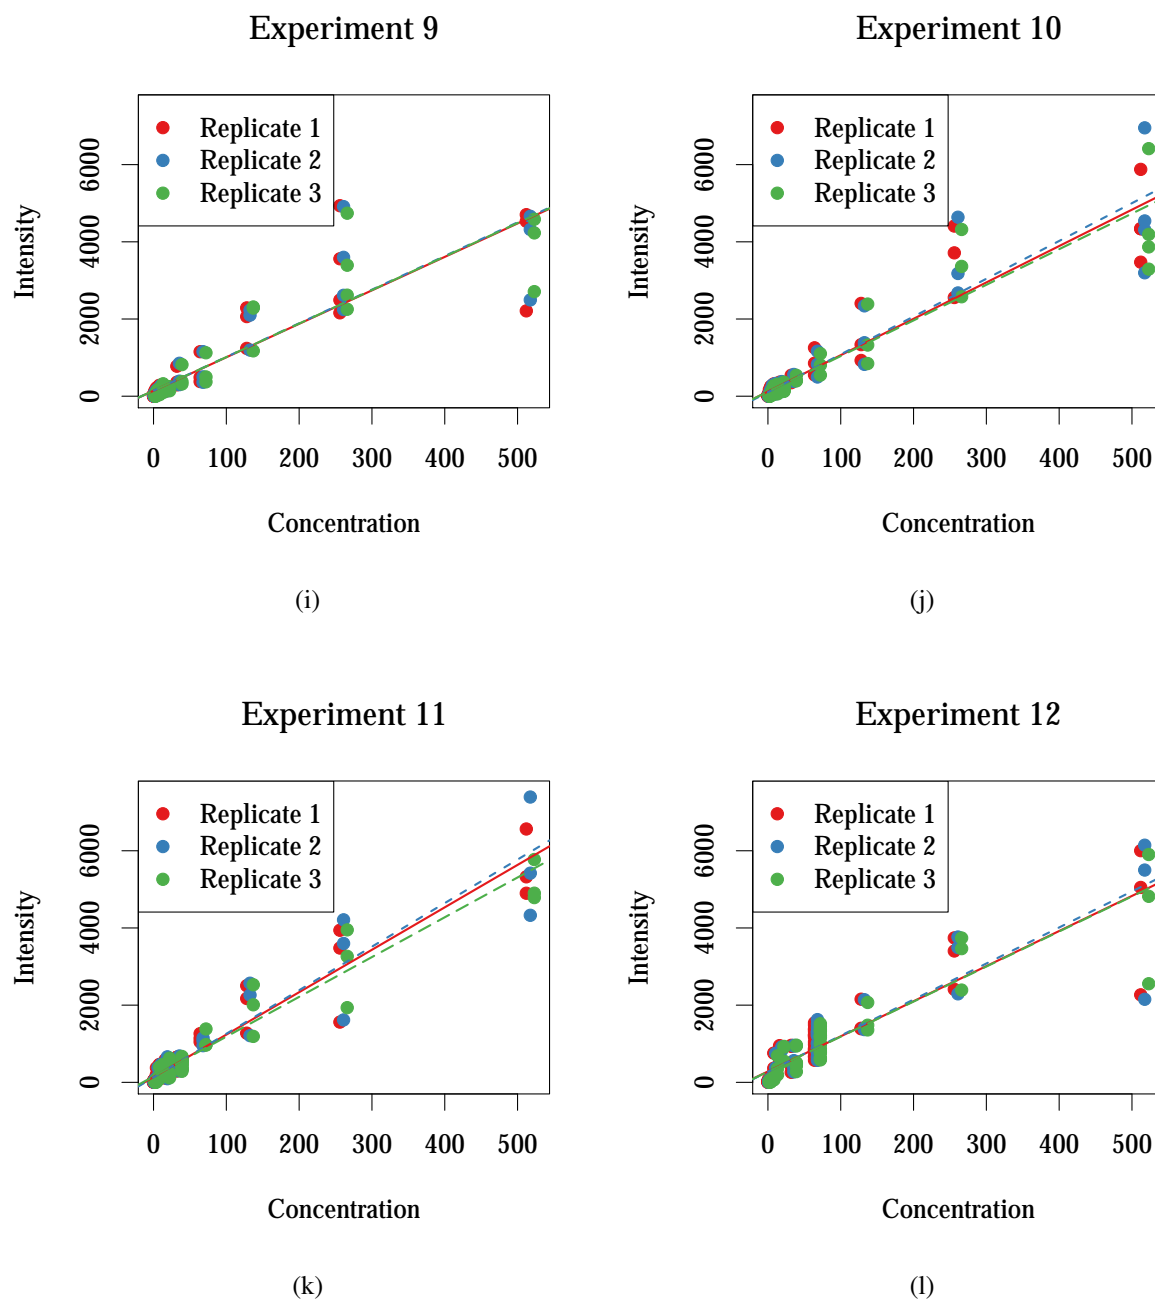 Experiment 9
Replicate 1
Replicate 2
Replicate 3
Intensity
0 2000 4000 6000
0 100 200 300 400 500
Concentration
(i)
Experiment 10
Replicate 1
Replicate 2
Replicate 3
Intensity
0 2000 4000 6000
0 100 200 300 400 500
Concentration
(j)
Experiment 11
Replicate 1
Replicate 2
Replicate 3
Intensity
0 2000 4000 6000
0 100 200 300 400 500
Concentration
(k)
Experiment 12
Replicate 1
Replicate 2
Replicate 3
Intensity
0 2000 4000 6000
0 100 200 300 400 500
Concentration
(l)